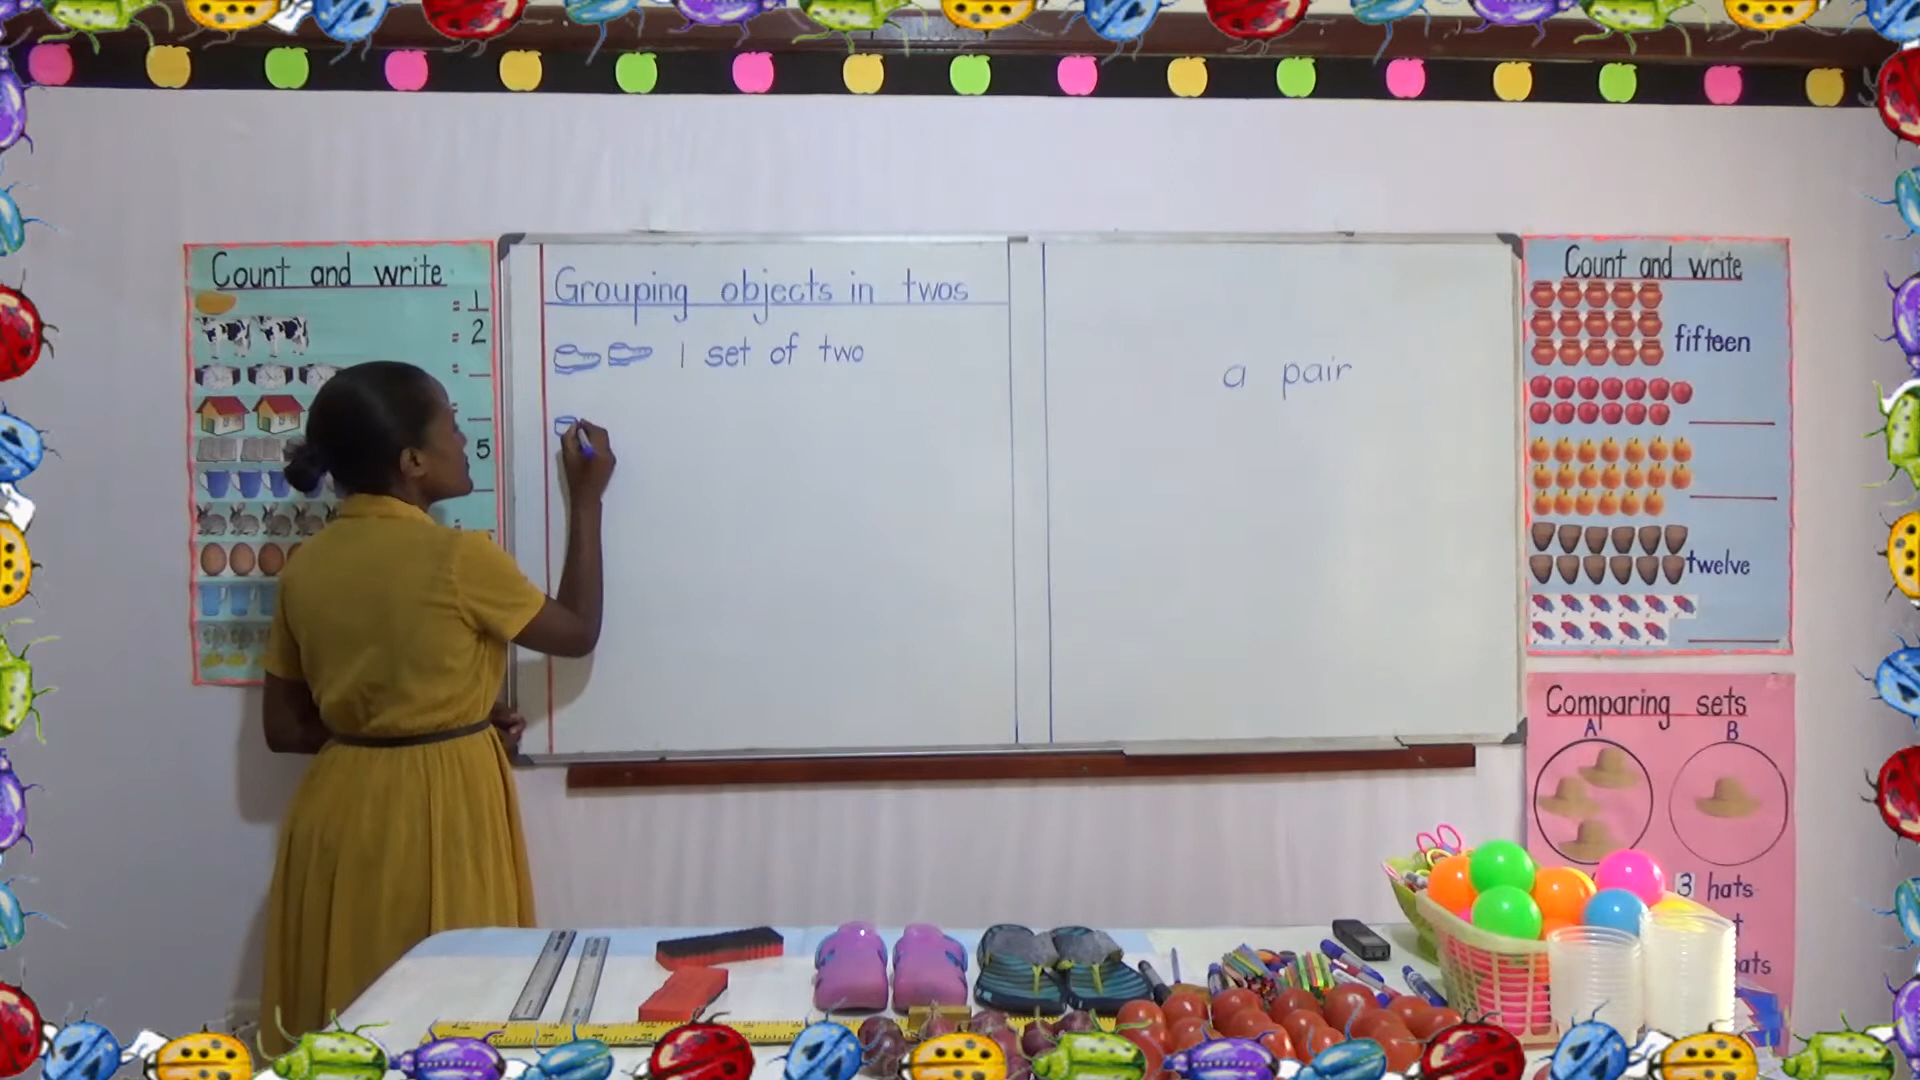 Count and write
= 1
= 2
=
=
5
=
Grouping objects in twos
1 set of two
a pair
Count and write
fifteen
twelve
Comparing sets
A B
3 hats